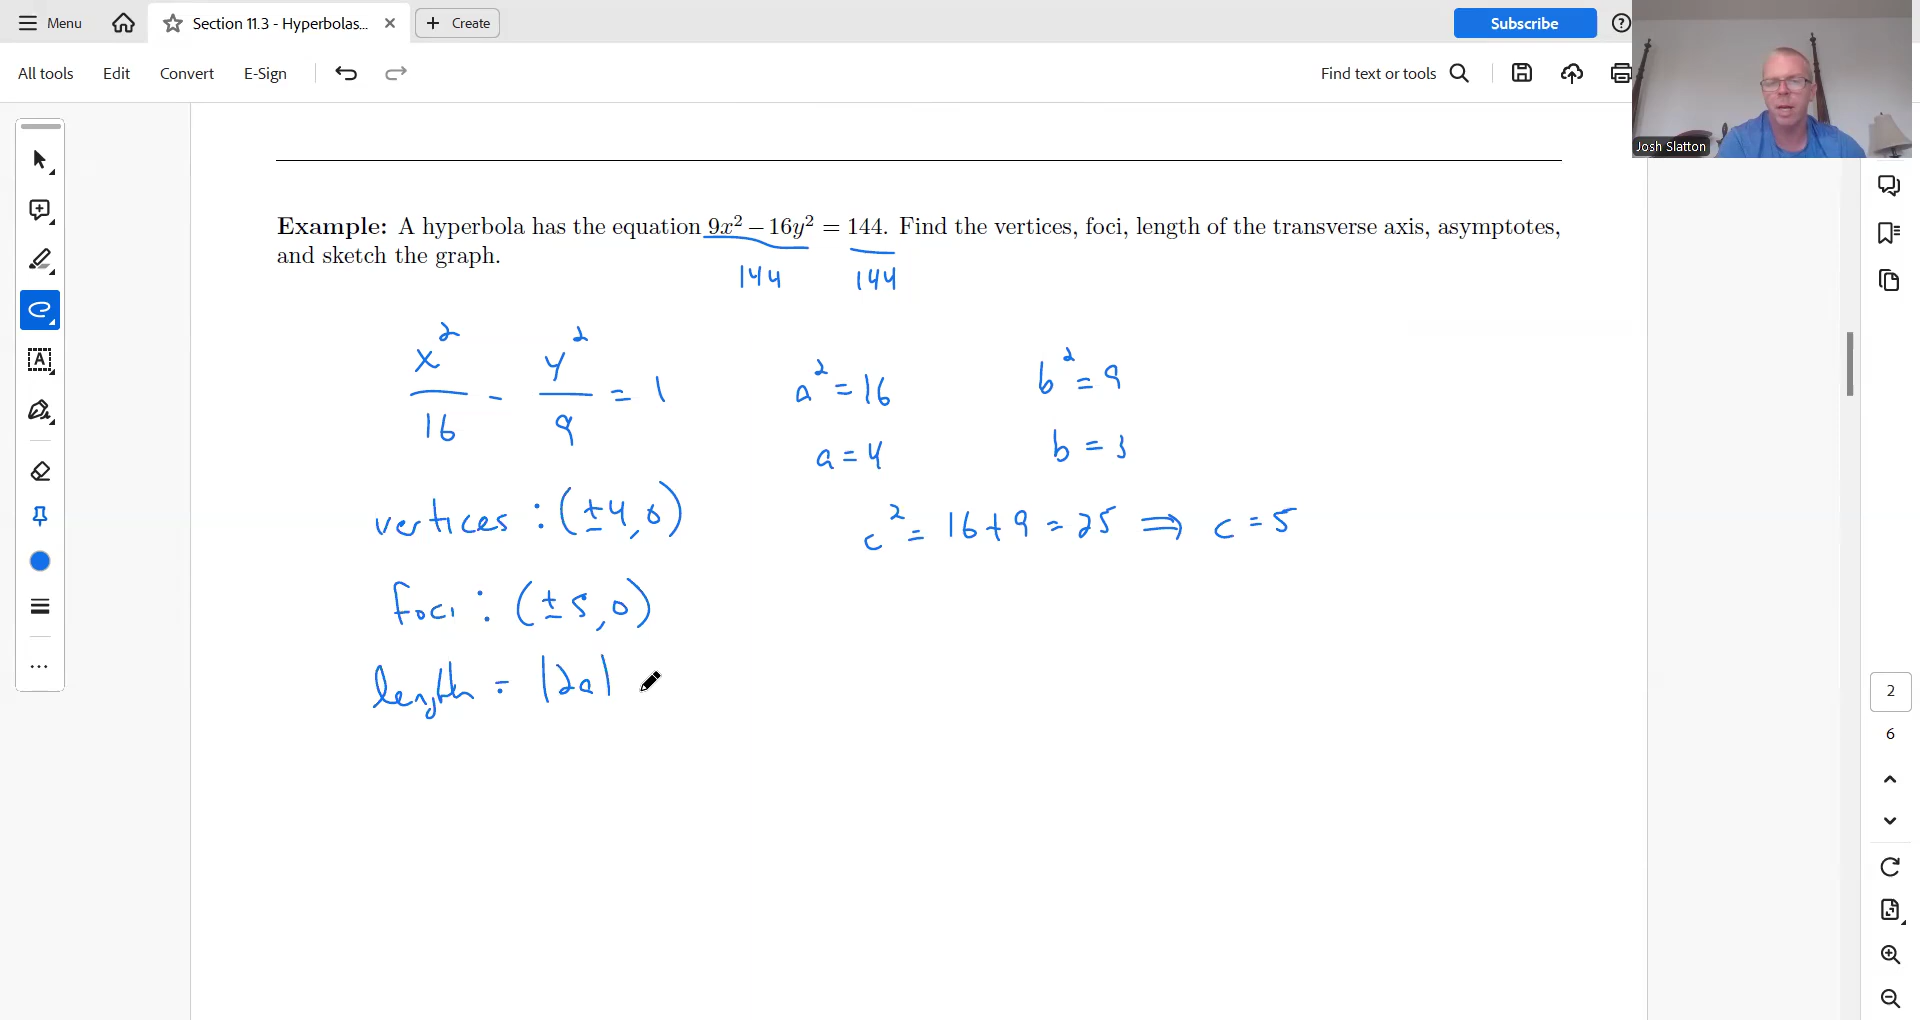 Menu
Section 11.3 - Hyperbolas...
Create
Subscribe
All tools
Edit
Convert
E-Sign
Find text or tools
Josh Slatton
Example: A hyperbola has the equation 9x² − 16y² = 144. Find the vertices, foci, length of the transverse axis, asymptotes,
and sketch the graph.
144 144
x²/16 - y²/9 = 1
a² = 16
b² = 9
a = 4
b = 3
vertices : (±4, 0)
c² = 16 + 9 = 25 ⇒ c = 5
foci : (±5, 0)
length = |2a|
2
6